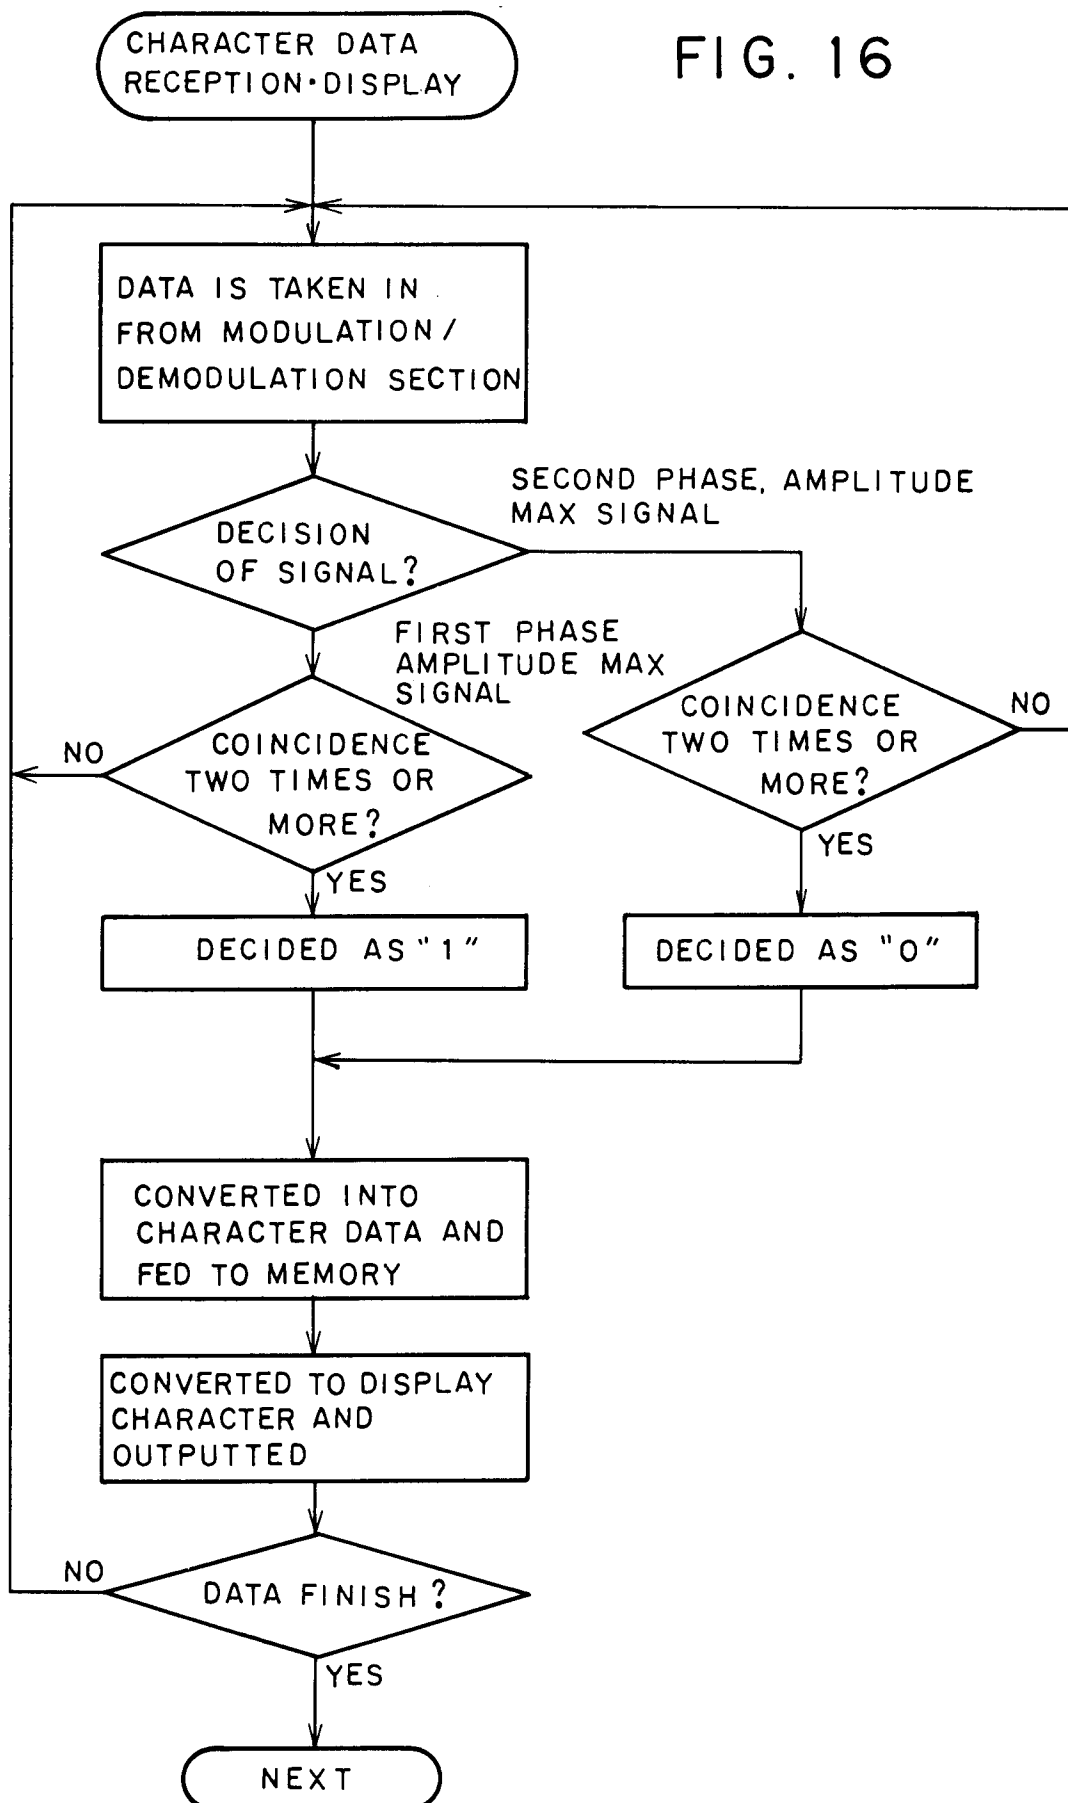 CHARACTER DATA
RECEPTION·DISPLAY
FIG. 16
DATA IS TAKEN IN
FROM MODULATION/
DEMODULATION SECTION
SECOND PHASE, AMPLITUDE
MAX SIGNAL
DECISION
OF SIGNAL?
FIRST PHASE
AMPLITUDE MAX
SIGNAL
NO
COINCIDENCE
TWO TIMES OR
MORE?
YES
COINCIDENCE
TWO TIMES OR
MORE?
NO
YES
DECIDED AS "1"
DECIDED AS "0"
CONVERTED INTO
CHARACTER DATA AND
FED TO MEMORY
CONVERTED TO DISPLAY
CHARACTER AND
OUTPUTTED
NO
DATA FINISH?
YES
NEXT